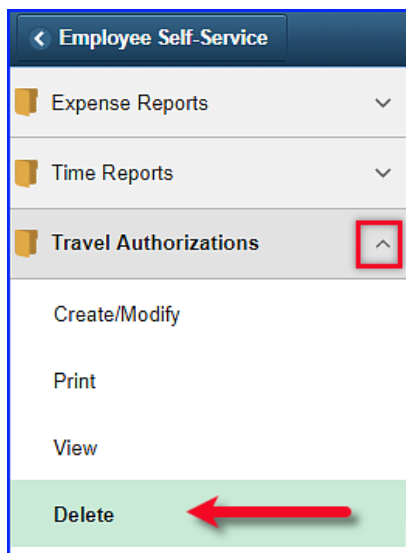 Employee Self-Service
Expense Reports
Time Reports
Travel Authorizations
Create/Modify
Print
View
Delete